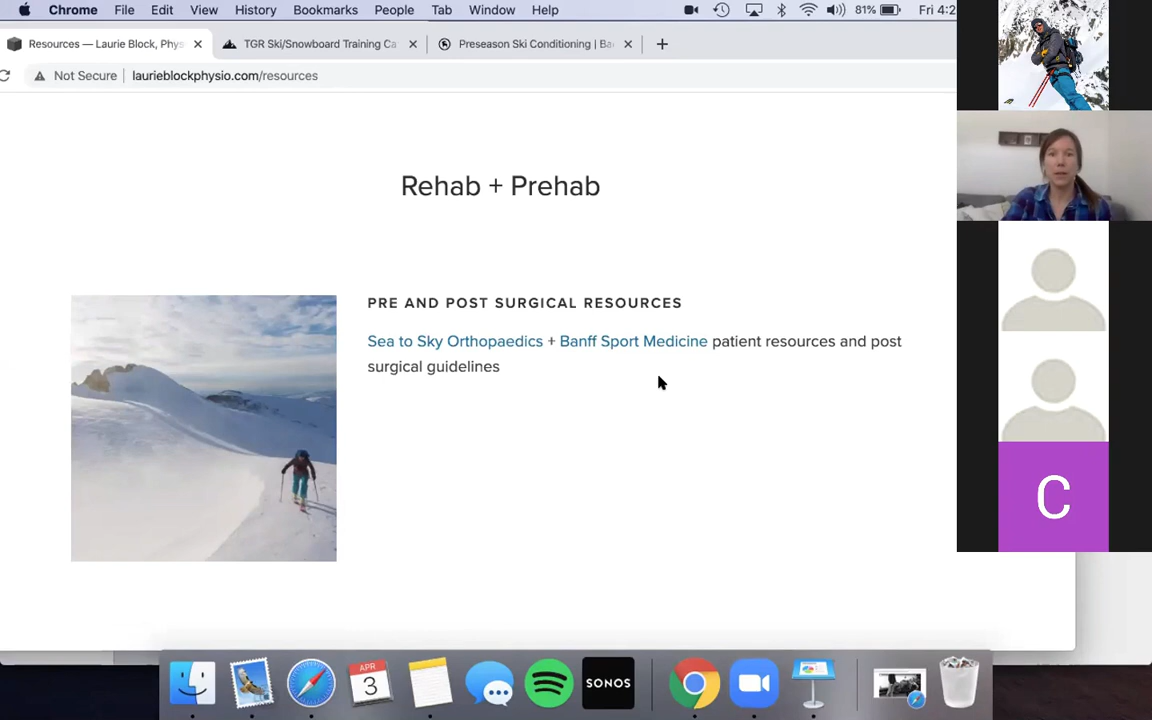 Chrome File Edit View History Bookmarks People Tab Window Help 81% Fri 4:2
Resources — Laurie Block, Phys
TGR Ski/Snowboard Training Ca
Preseason Ski Conditioning | Ba
Not Secure laurieblockphysio.com/resources
Rehab + Prehab
PRE AND POST SURGICAL RESOURCES
Sea to Sky Orthopaedics + Banff Sport Medicine patient resources and post
surgical guidelines
C
APR
3
SONOS